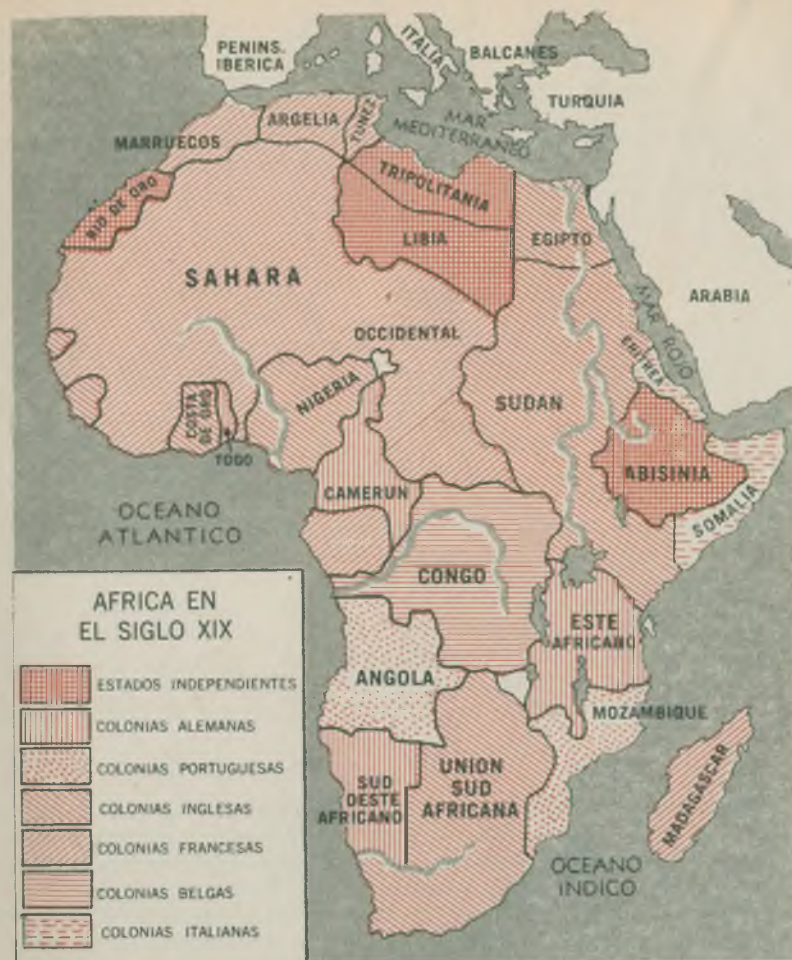 PENINS.
IBERICA
ITALIA
BALCANES
TURQUIA
MAR
MEDITERRANEO
MARRUECOS
ARGELIA
TUNEZ
RIO DE ORO
TRIPOLITANIA
LIBIA
EGIPTO
SAHARA
OCCIDENTAL
MAR ROJO
ARABIA
ERITREA
NIGERIA
SUDAN
COSTA
DE ORO
TOGO
ABISINIA
SOMALIA
CAMERUN
OCEANO
ATLANTICO
CONGO
ESTE
AFRICANO
ANGOLA
MOZAMBIQUE
SUD
OESTE
AFRICANO
UNION
SUD
AFRICANA
MADAGASCAR
OCEANO
INDICO
AFRICA EN
EL SIGLO XIX
ESTADOS INDEPENDIENTES
COLONIAS ALEMANAS
COLONIAS PORTUGUESAS
COLONIAS INGLESAS
COLONIAS FRANCESAS
COLONIAS BELGAS
COLONIAS ITALIANAS